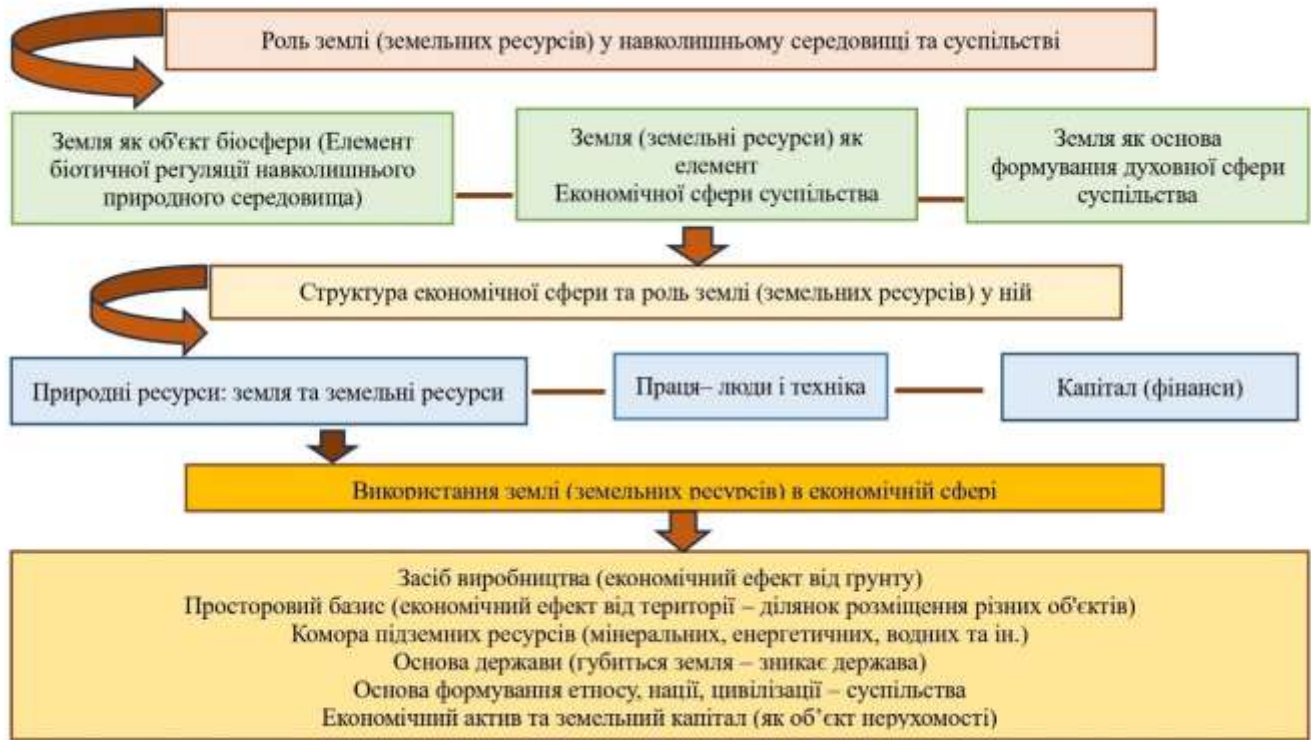 Роль землі (земельних ресурсів) у навколишньому середовищі та суспільстві
Земля як об'єкт біосфери (Елемент
біотичної регуляції навколишнього
природного середовища)
Земля (земельні ресурси) як
елемент
Економічної сфери суспільства
Земля як основа
формування духовної сфери
суспільства
Структура економічної сфери та роль землі (земельних ресурсів) у ній
Природні ресурси: земля та земельні ресурси
Праця– люди і техніка
Капітал (фінанси)
Використання землі (земельних ресурсів) в економічній сфері
Засіб виробництва (економічний ефект від ґрунту)
Просторовий базис (економічний ефект від території – ділянок розміщення різних об'єктів)
Комора підземних ресурсів (мінеральних, енергетичних, водних та ін.)
Основа держави (губиться земля – зникає держава)
Основа формування етносу, нації, цивілізації – суспільства
Економічний актив та земельний капітал (як об’єкт нерухомості)